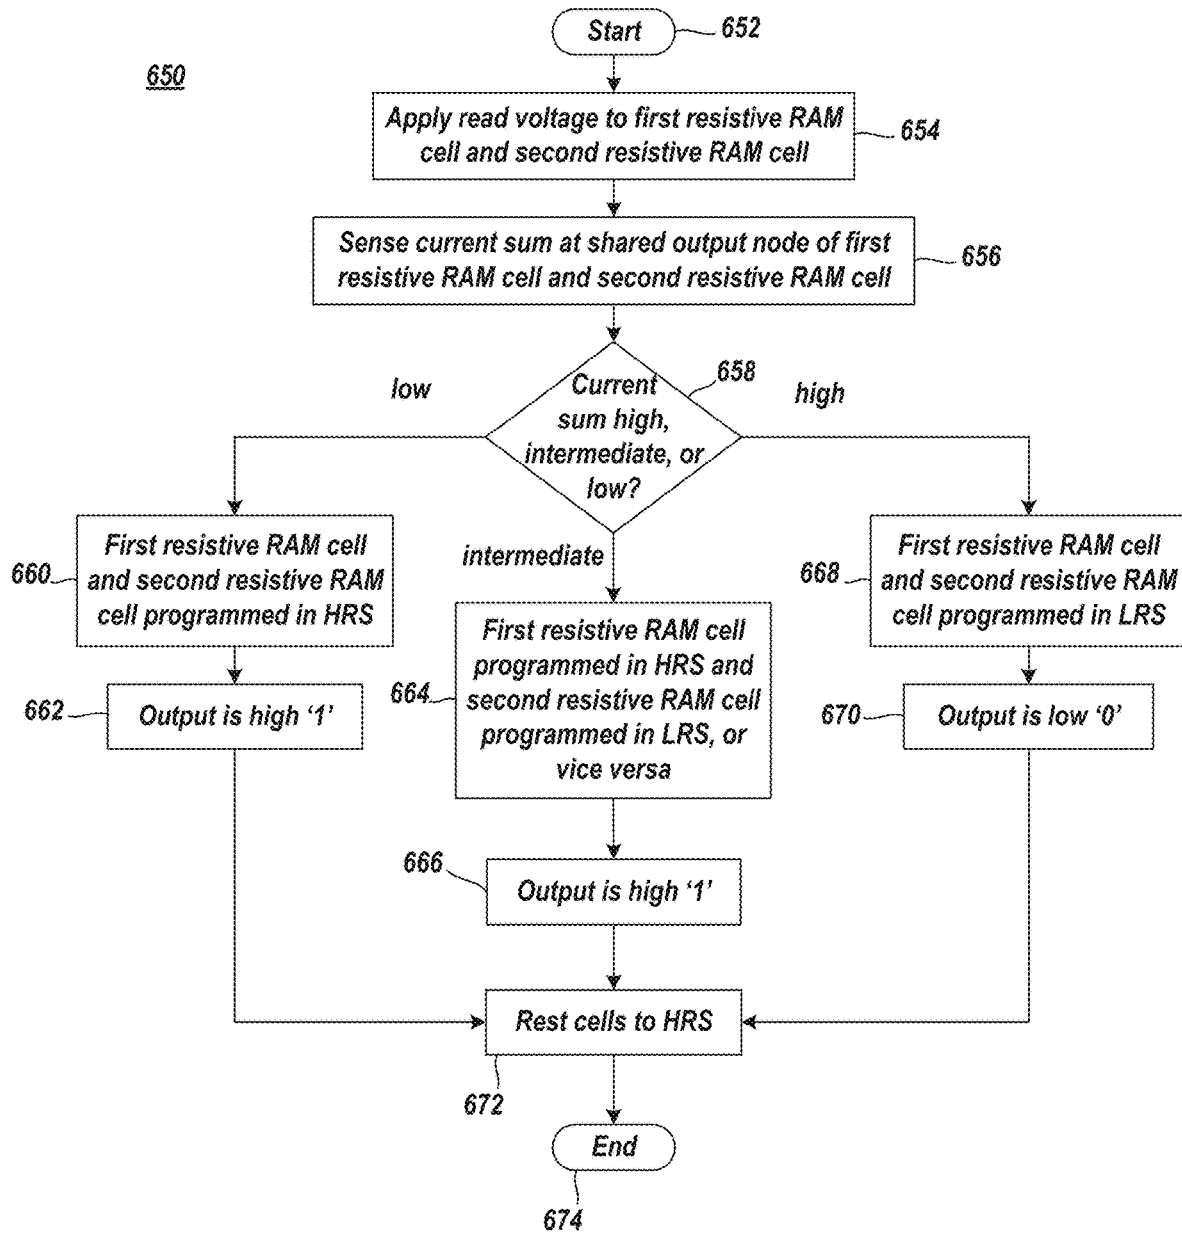 650
Start
652
Apply read voltage to first resistive RAM
cell and second resistive RAM cell
654
Sense current sum at shared output node of first
resistive RAM cell and second resistive RAM cell
656
Current
sum high,
intermediate, or
low?
658
low
high
intermediate
First resistive RAM cell
and second resistive RAM
cell programmed in HRS
660
Output is high ‘1’
662
First resistive RAM cell
programmed in HRS and
second resistive RAM cell
programmed in LRS, or
vice versa
664
Output is high ‘1’
666
First resistive RAM cell
and second resistive RAM
cell programmed in LRS
668
Output is low ‘0’
670
Rest cells to HRS
672
End
674